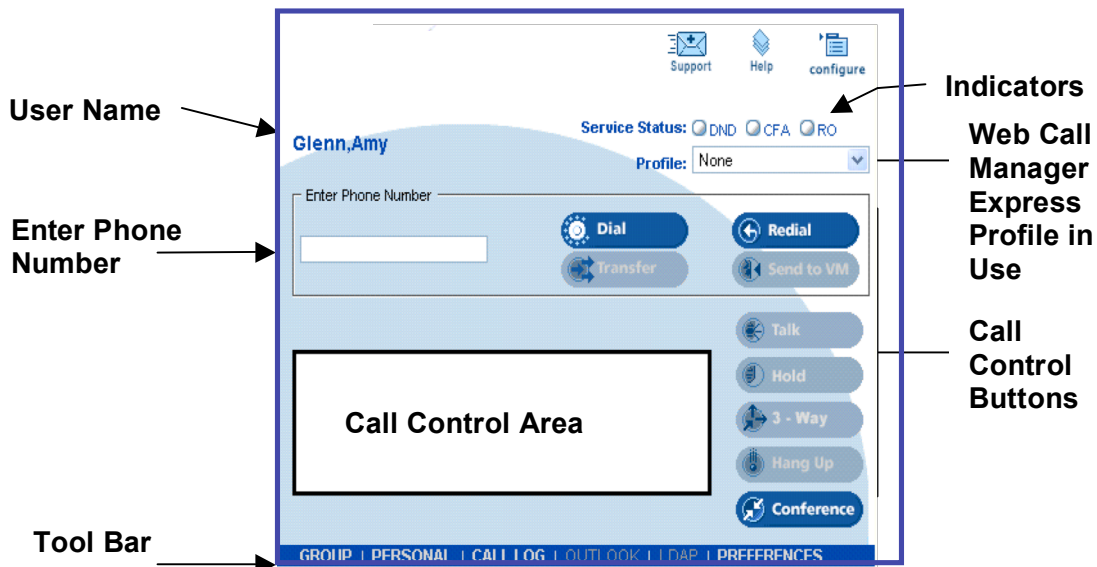 Support Help configure
User Name
Indicators
Service Status: DND CFA RO
Glenn,Amy
Profile: None
Web Call
Manager
Express
Profile in
Use
Enter Phone Number
Enter Phone
Number
Dial
Redial
Transfer
Send to VM
Talk
Hold
3 - Way
Hang Up
Conference
Call
Control
Buttons
Call Control Area
Tool Bar
GROUP | PERSONAL | CALL LOG | OUTLOOK | LDAP | PREFERENCES